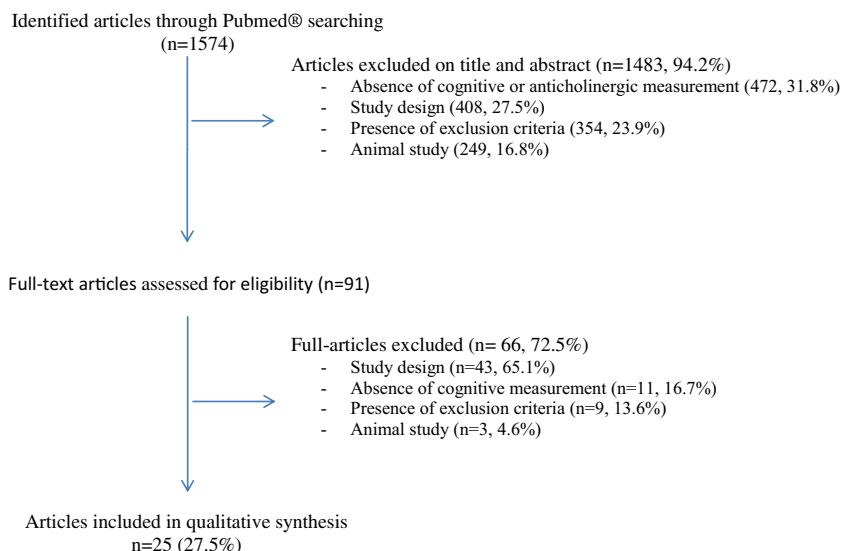 Identified articles through Pubmed® searching
(n=1574)
Articles excluded on title and abstract (n=1483, 94.2%)
- Absence of cognitive or anticholinergic measurement (472, 31.8%)
- Study design (408, 27.5%)
- Presence of exclusion criteria (354, 23.9%)
- Animal study (249, 16.8%)
Full-text articles assessed for eligibility (n=91)
Full-articles excluded (n= 66, 72.5%)
- Study design (n=43, 65.1%)
- Absence of cognitive measurement (n=11, 16.7%)
- Presence of exclusion criteria (n=9, 13.6%)
- Animal study (n=3, 4.6%)
Articles included in qualitative synthesis
n=25 (27.5%)